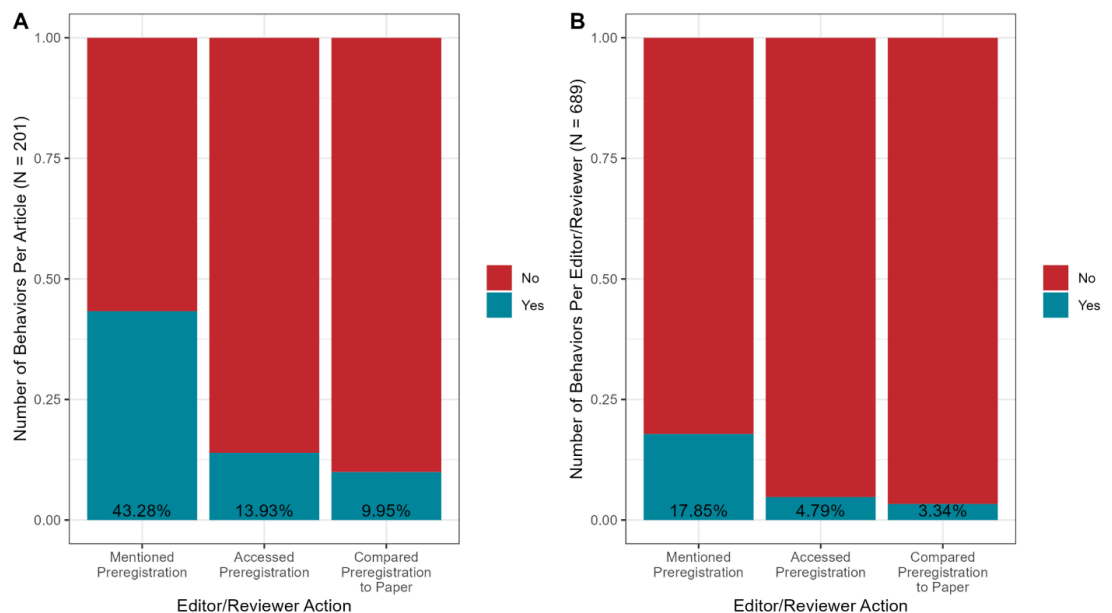 A
Number of Behaviors Per Article (N = 201)
1.00
0.75
0.50
0.25
0.00
43.28%
13.93%
9.95%
Mentioned
Preregistration
Accessed
Preregistration
Compared
Preregistration
to Paper
Editor/Reviewer Action
No
Yes
B
Number of Behaviors Per Editor/Reviewer (N = 689)
1.00
0.75
0.50
0.25
0.00
17.85%
4.79%
3.34%
Mentioned
Preregistration
Accessed
Preregistration
Compared
Preregistration
to Paper
Editor/Reviewer Action
No
Yes